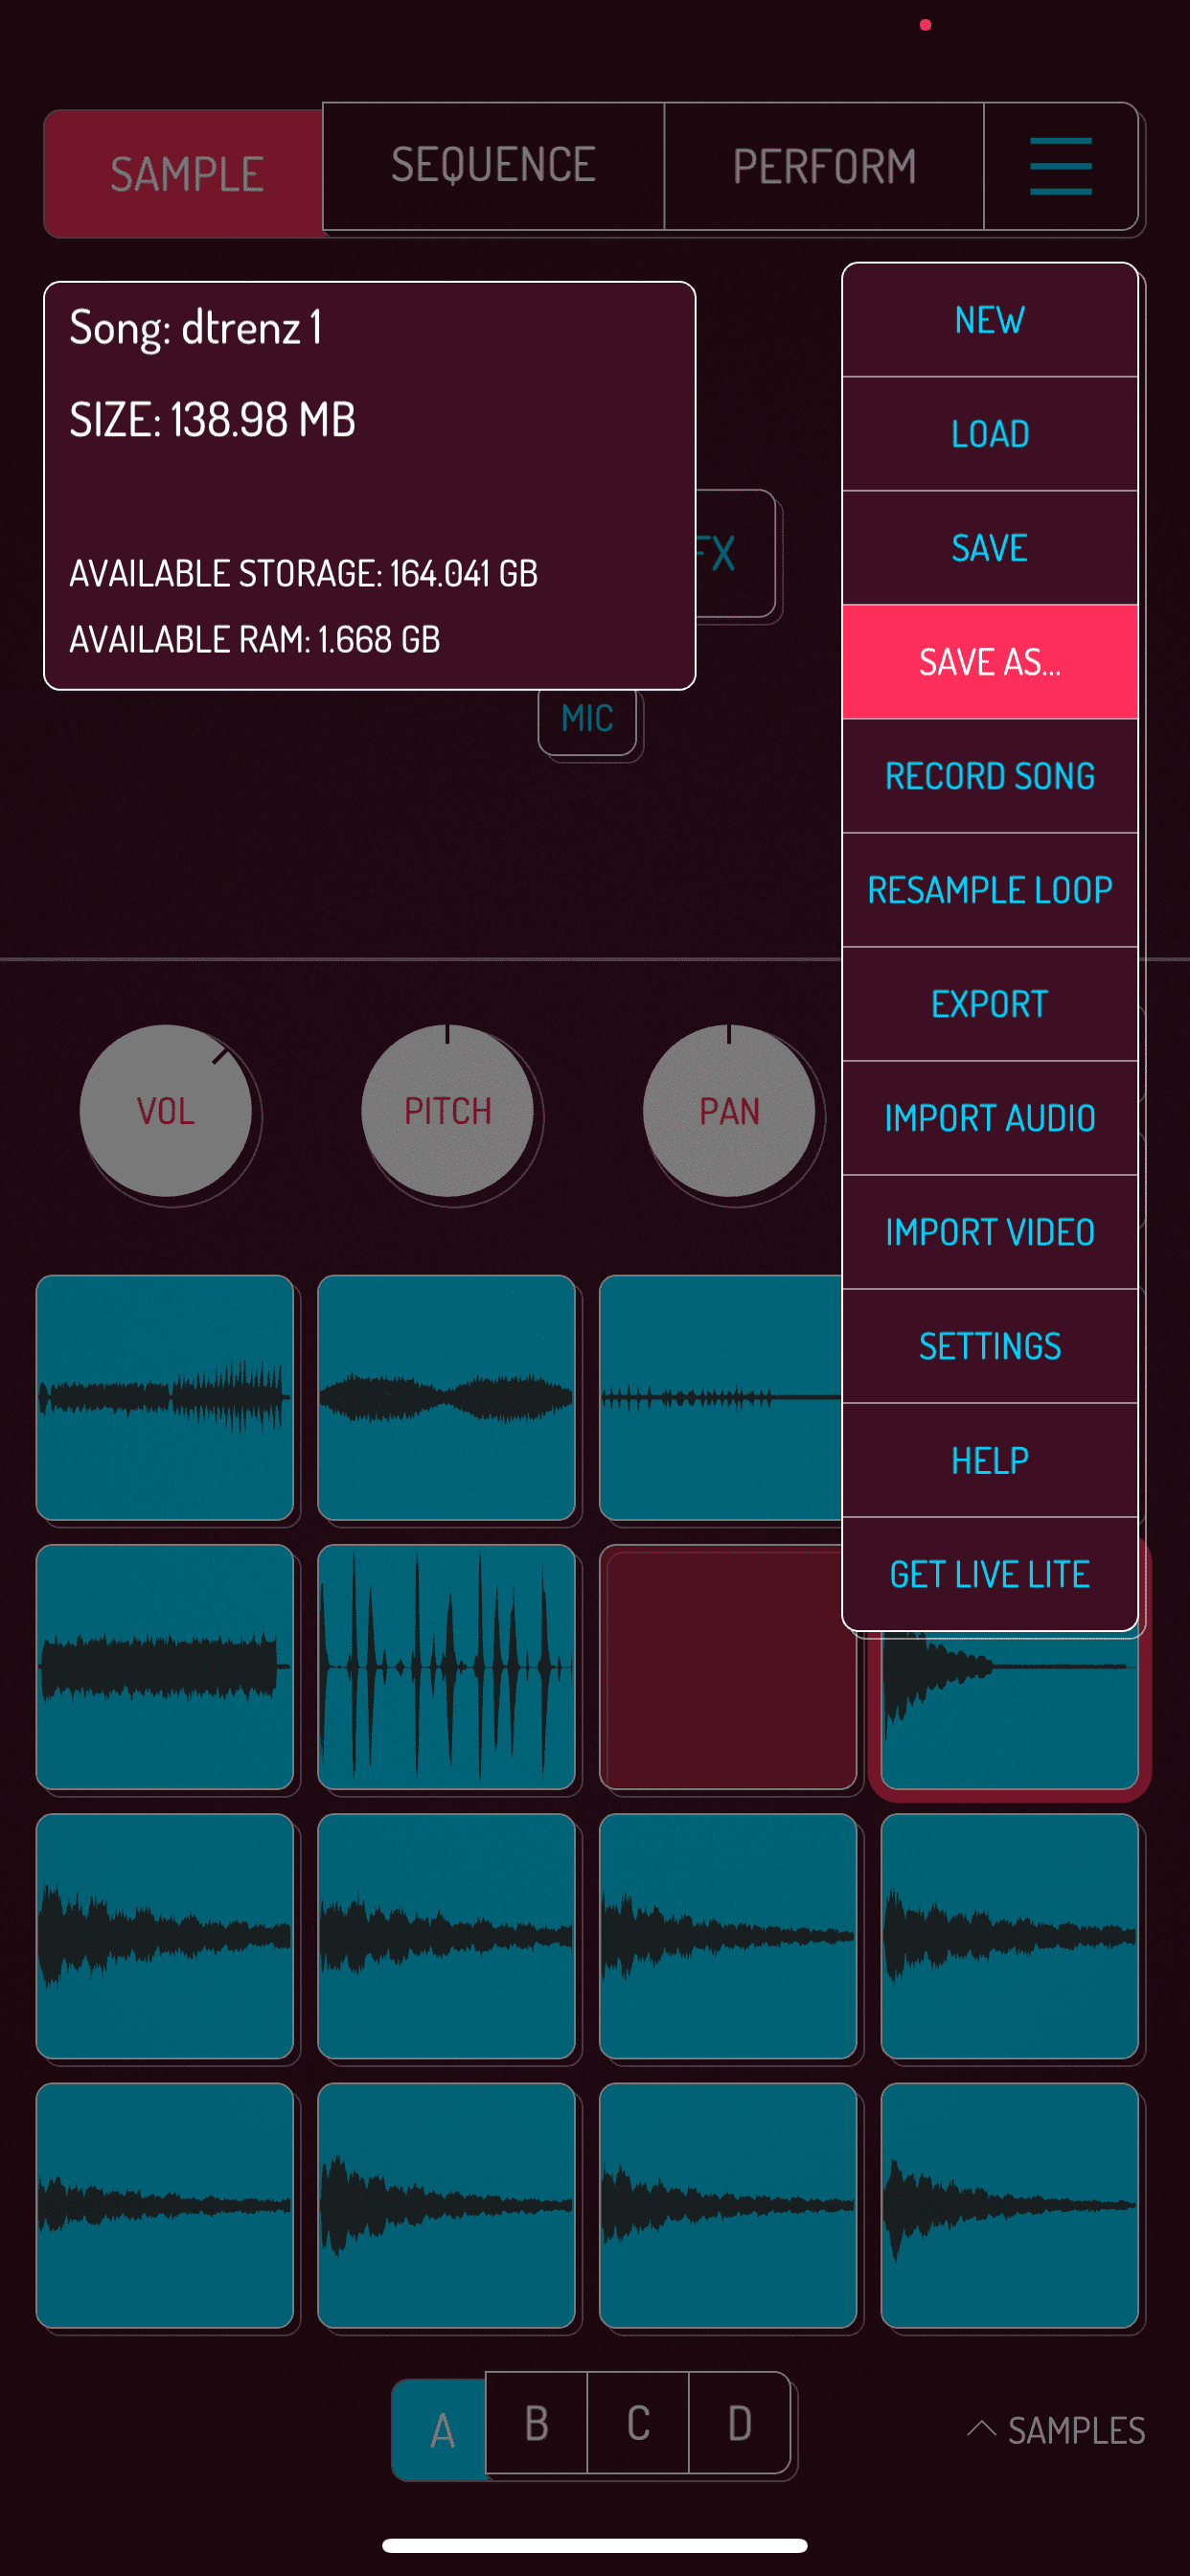 SAMPLE
SEQUENCE
PERFORM
Song: dtrenz 1
SIZE: 138.98 MB
AVAILABLE STORAGE: 164.041 GB
AVAILABLE RAM: 1.668 GB
FX
MIC
NEW
LOAD
SAVE
SAVE AS...
RECORD SONG
RESAMPLE LOOP
EXPORT
IMPORT AUDIO
IMPORT VIDEO
SETTINGS
HELP
GET LIVE LITE
VOL
PITCH
PAN
A
B
C
D
SAMPLES